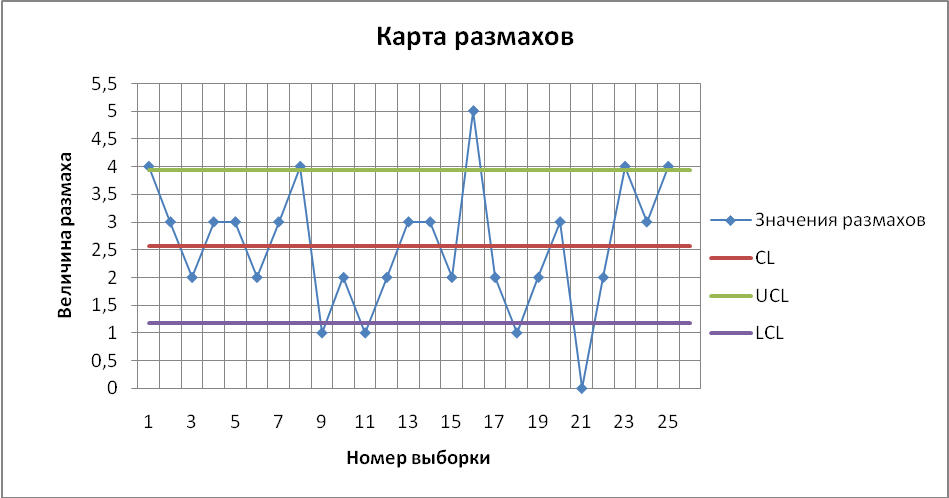 Карта размахов
Величина размаха
5,5
5
4,5
4
3,5
3
2,5
2
1,5
1
0,5
0
1 3 5 7 9 11 13 15 17 19 21 23 25
Номер выборки
Значения размахов
CL
UCL
LCL